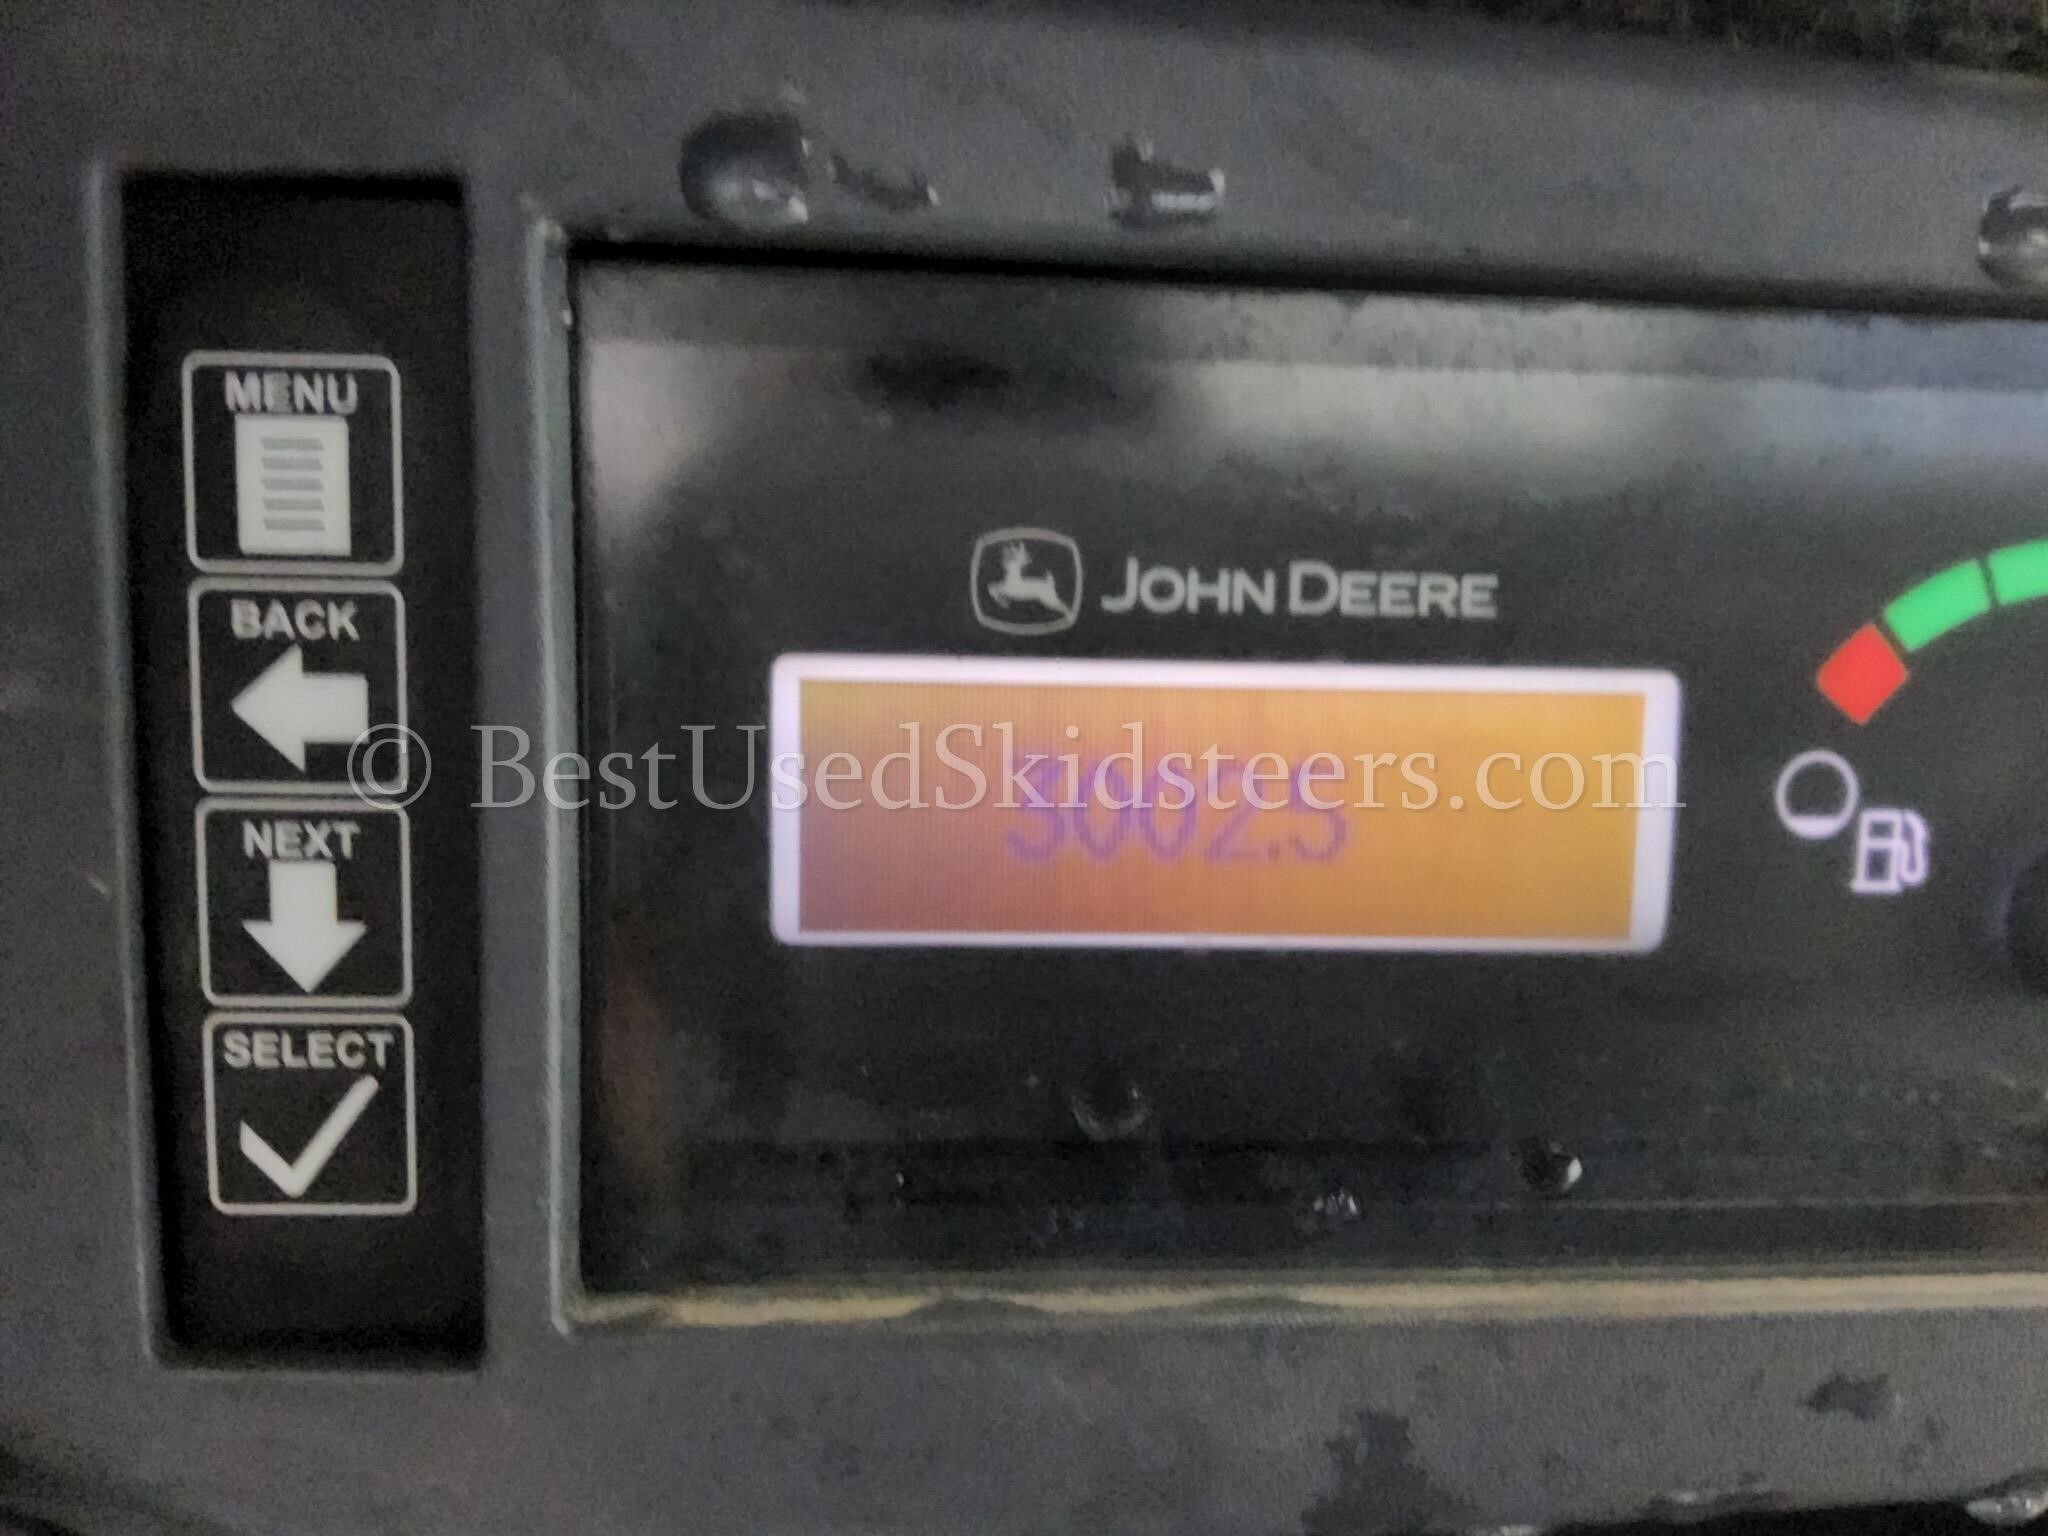 MENU
BACK
NEXT
SELECT
JOHN DEERE
3002.5
© BestUsedSkidsteers.com